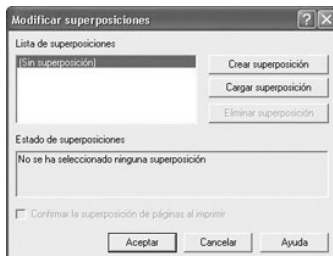 Modificar superposiciones
Lista de superposiciones
(Sin superposición)
Crear superposición
Cargar superposición
Eliminar superposición
Estado de superposiciones
No se ha seleccionado ninguna superposición
Confirmar la superposición de páginas al imprimir
Aceptar
Cancelar
Ayuda